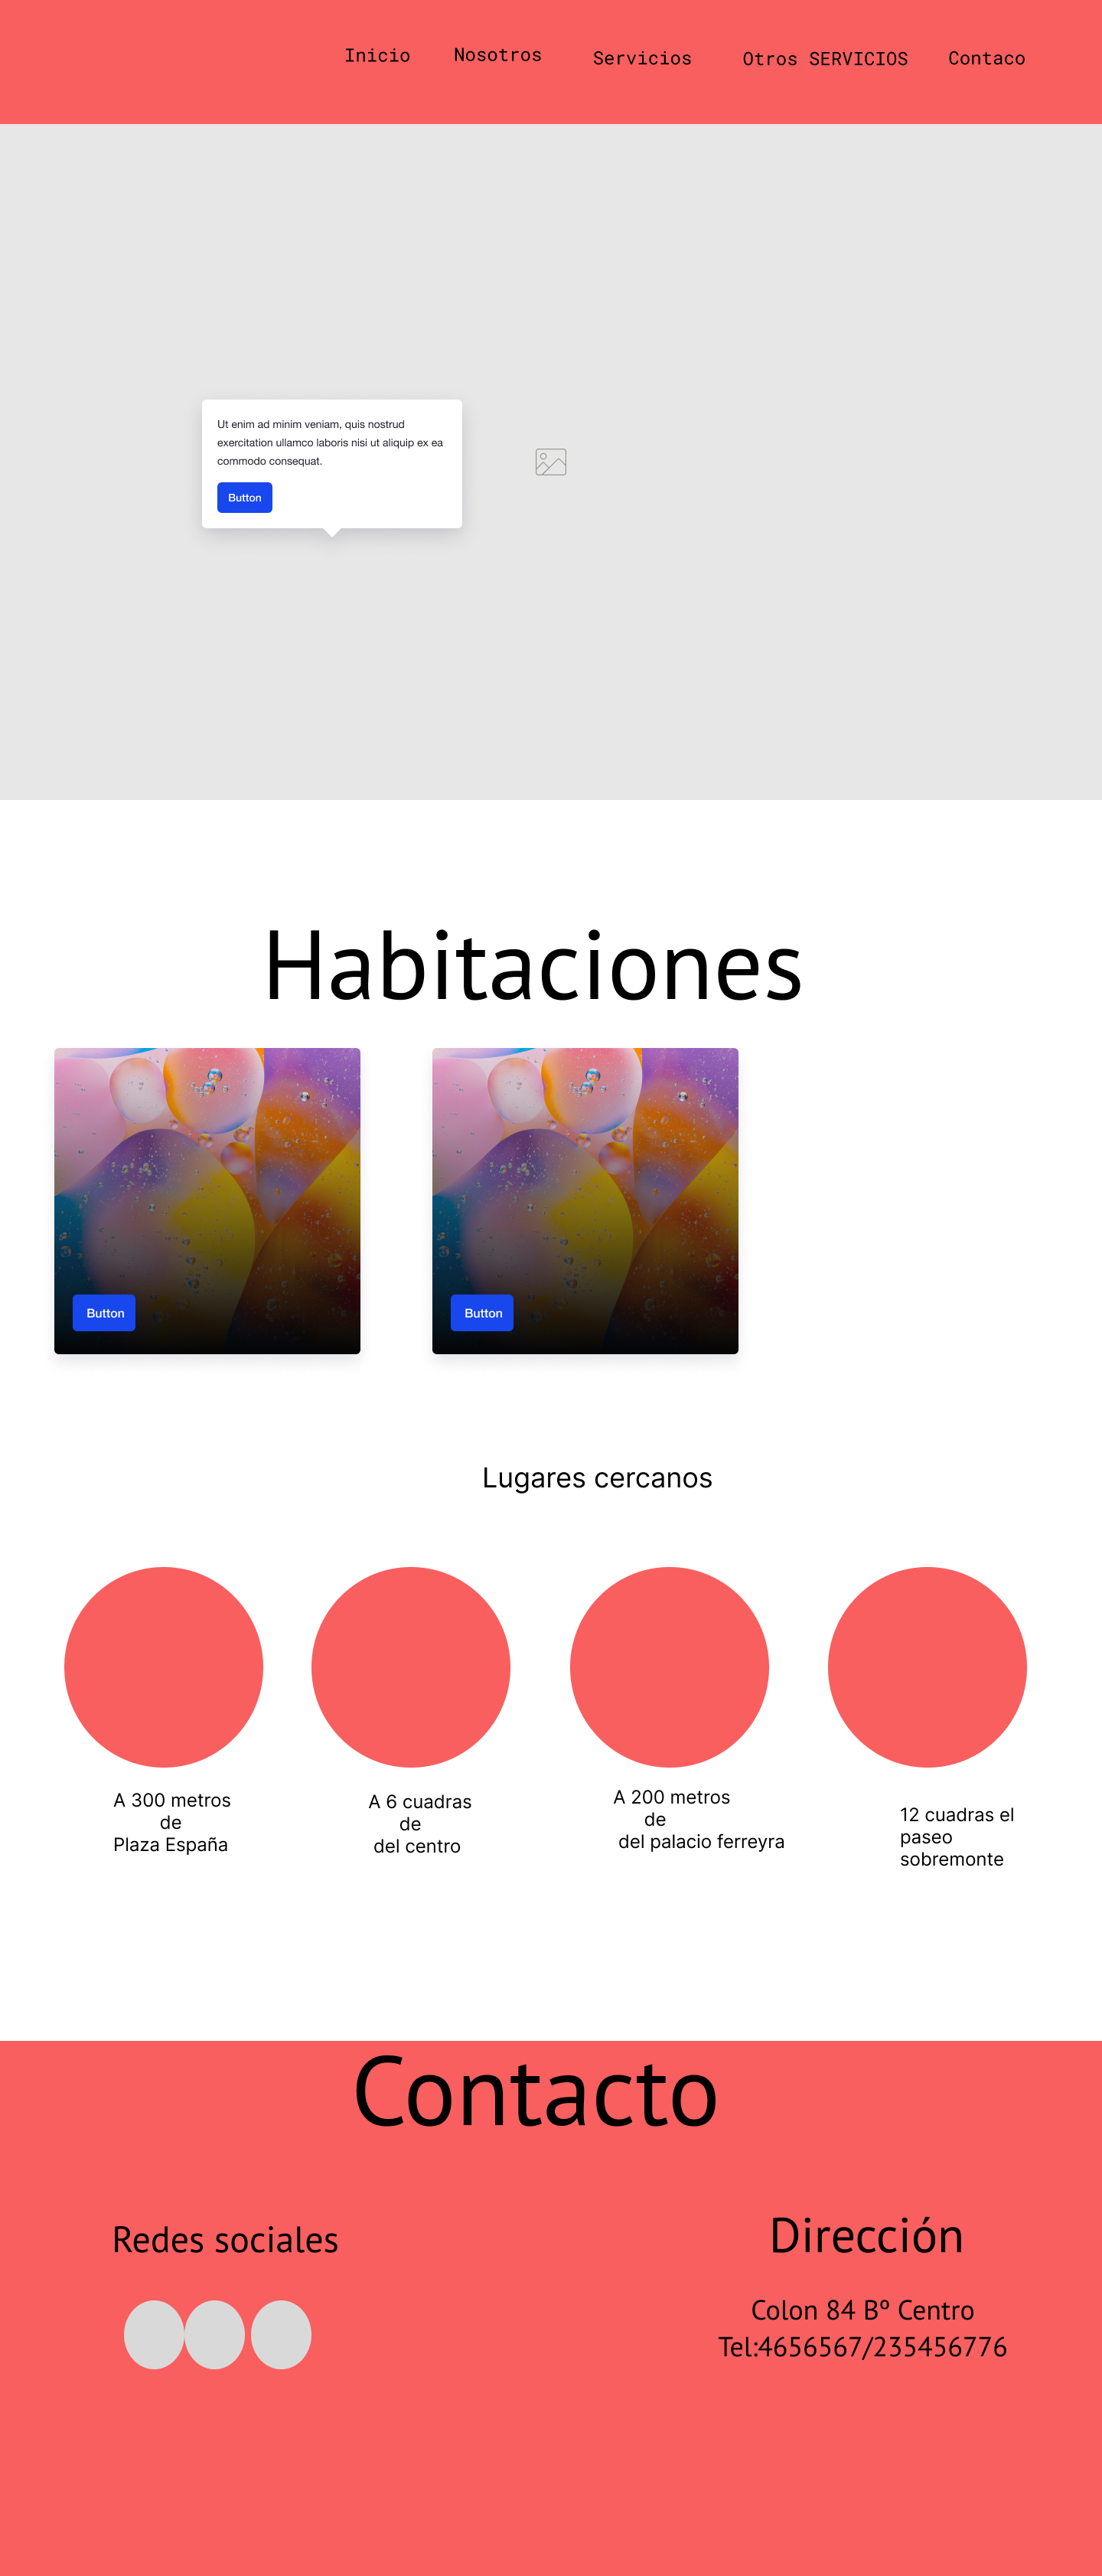 Inicio Nosotros Servicios Otros SERVICIOS Contaco
Ut enim ad minim veniam, quis nostrud
exercitation ullamco laboris nisi ut aliquip ex ea
commodo consequat.
Button
Habitaciones
Button
Button
Lugares cercanos
A 300 metros
de
Plaza España
A 6 cuadras
de
del centro
A 200 metros
de
del palacio ferreyra
12 cuadras el
paseo
sobremonte
Contacto
Redes sociales
Dirección
Colon 84 Bº Centro
Tel:4656567/235456776